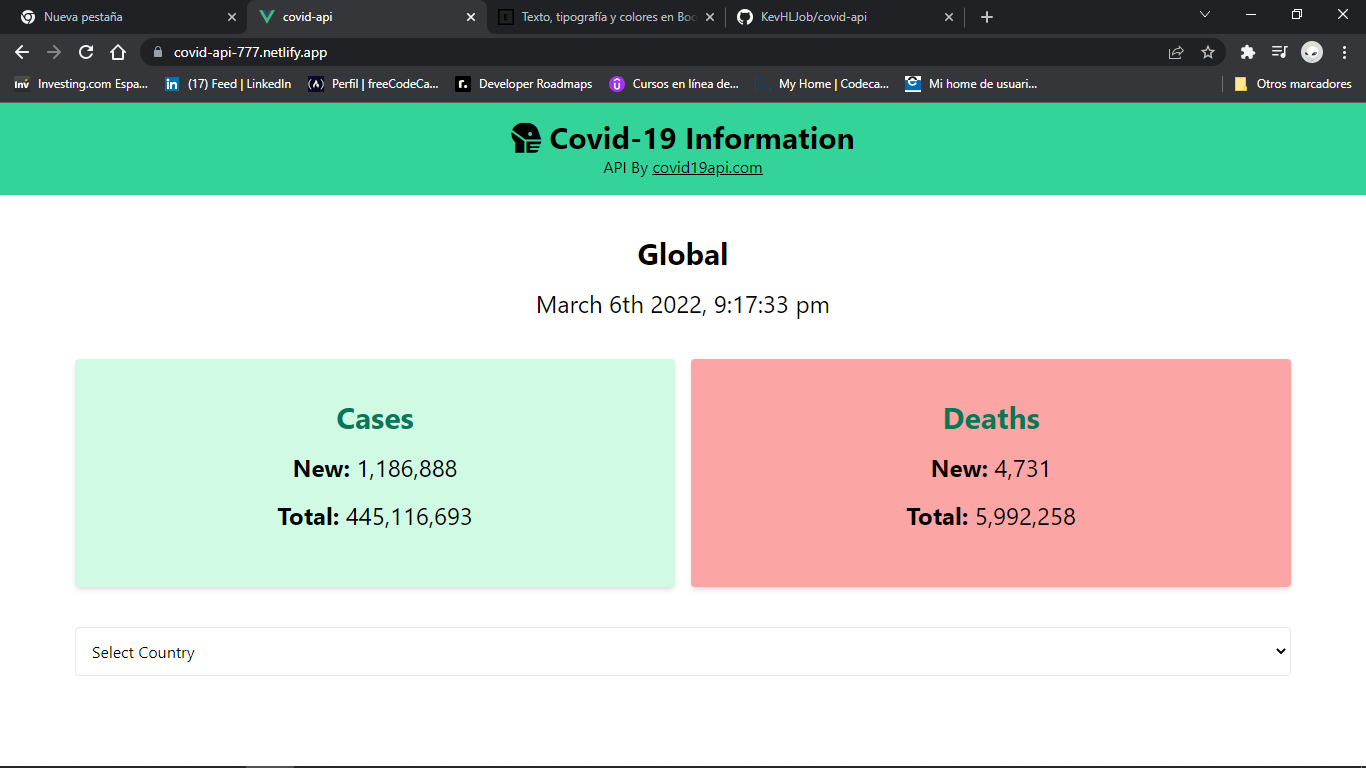 Nueva pestaña
covid-api
Texto, tipografía y colores en Boo
KevHLJob/covid-api
covid-api-777.netlify.app
Investing.com Espa...
(17) Feed | LinkedIn
Perfil | freeCodeCa...
Developer Roadmaps
Cursos en línea de...
My Home | Codeca...
Mi home de usuari...
Otros marcadores
Covid-19 Information
API By covid19api.com
Global
March 6th 2022, 9:17:33 pm
Cases
New: 1,186,888
Total: 445,116,693
Deaths
New: 4,731
Total: 5,992,258
Select Country